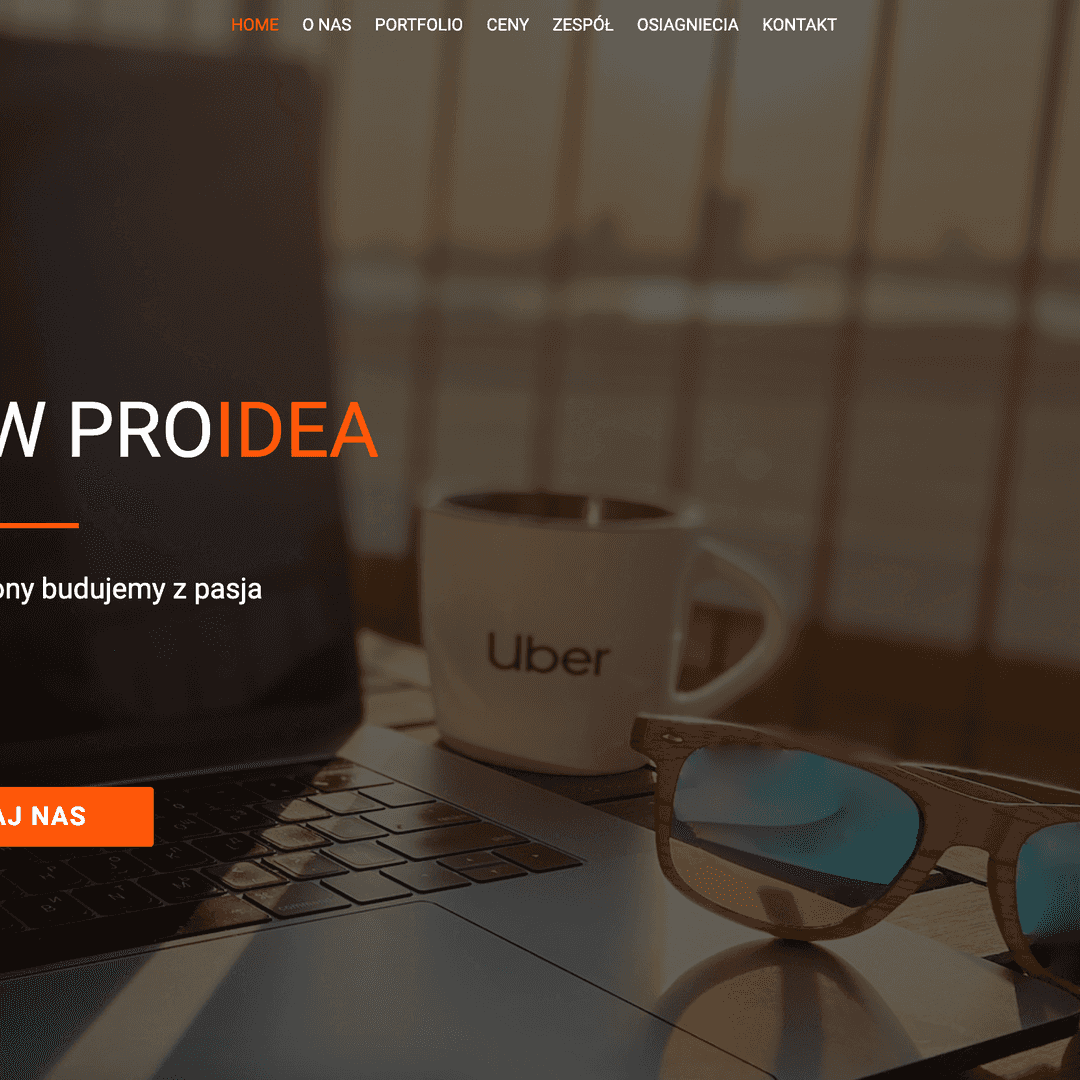 HOME O NAS PORTFOLIO CENY ZESPÓŁ OSIAGNIECIA KONTAKT
W PROIDEA
ony budujemy z pasja
Uber
AJ NAS